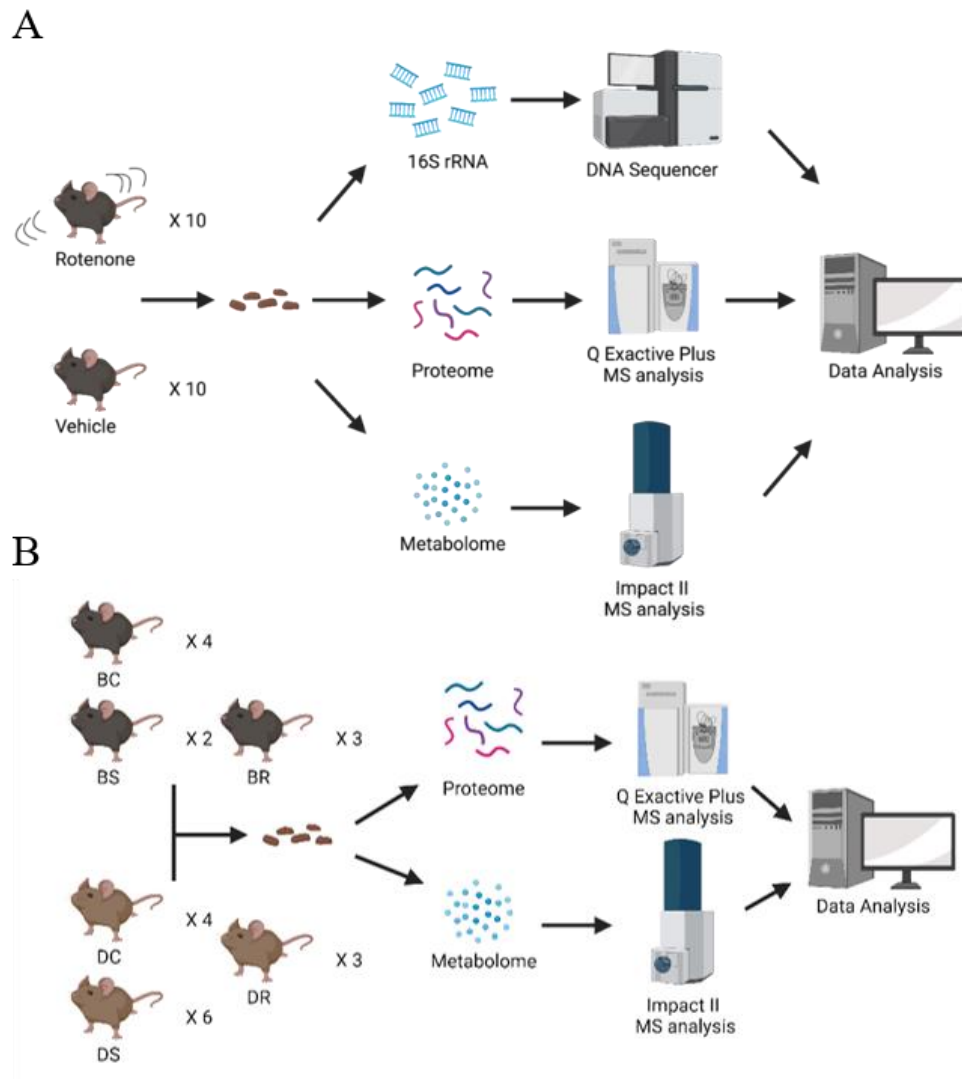 A
16S rRNA
DNA Sequencer
X 10
Rotenone
Proteome
Q Exactive Plus
MS analysis
Data Analysis
X 10
Vehicle
Metabolome
Impact II
MS analysis
B
X 4
BC
X 2
BS
X 3
BR
Proteome
Q Exactive Plus
MS analysis
Data Analysis
X 4
DC
X 3
DR
X 6
DS
Metabolome
Impact II
MS analysis